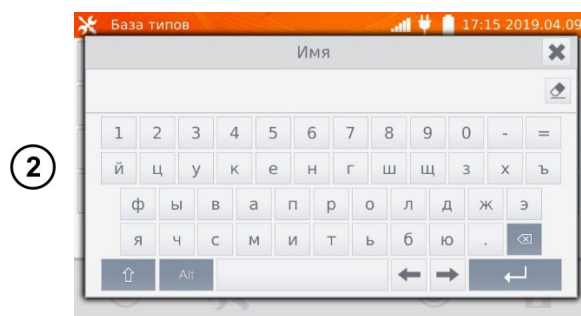 База типов 17:15 2019.04.09
Имя
2
1 2 3 4 5 6 7 8 9 0 - =
й ц у к е н г ш щ з х ъ
ф ы в а п р о л д ж э
я ч с м и т ь б ю .
Alt